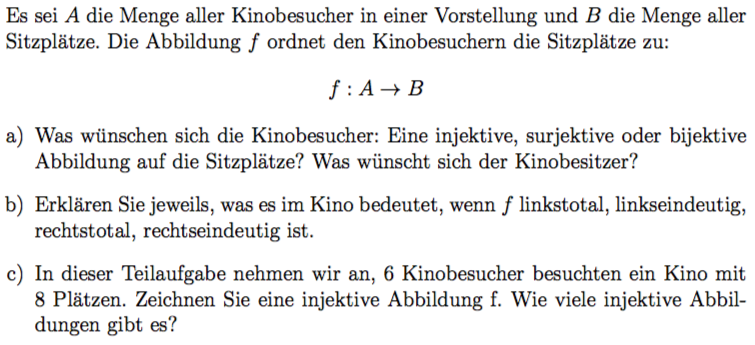 Es sei A die Menge aller Kinobesucher in einer Vorstellung und B die Menge aller
Sitzplätze. Die Abbildung f ordnet den Kinobesuchern die Sitzplätze zu:
f : A → B
a) Was wünschen sich die Kinobesucher: Eine injektive, surjektive oder bijektive
Abbildung auf die Sitzplätze? Was wünscht sich der Kinobesitzer?
b) Erklären Sie jeweils, was es im Kino bedeutet, wenn f linkstotal, linkseindeutig,
rechtstotal, rechtseindeutig ist.
c) In dieser Teilaufgabe nehmen wir an, 6 Kinobesucher besuchten ein Kino mit
8 Plätzen. Zeichnen Sie eine injektive Abbildung f. Wie viele injektive Abbil-
dungen gibt es?